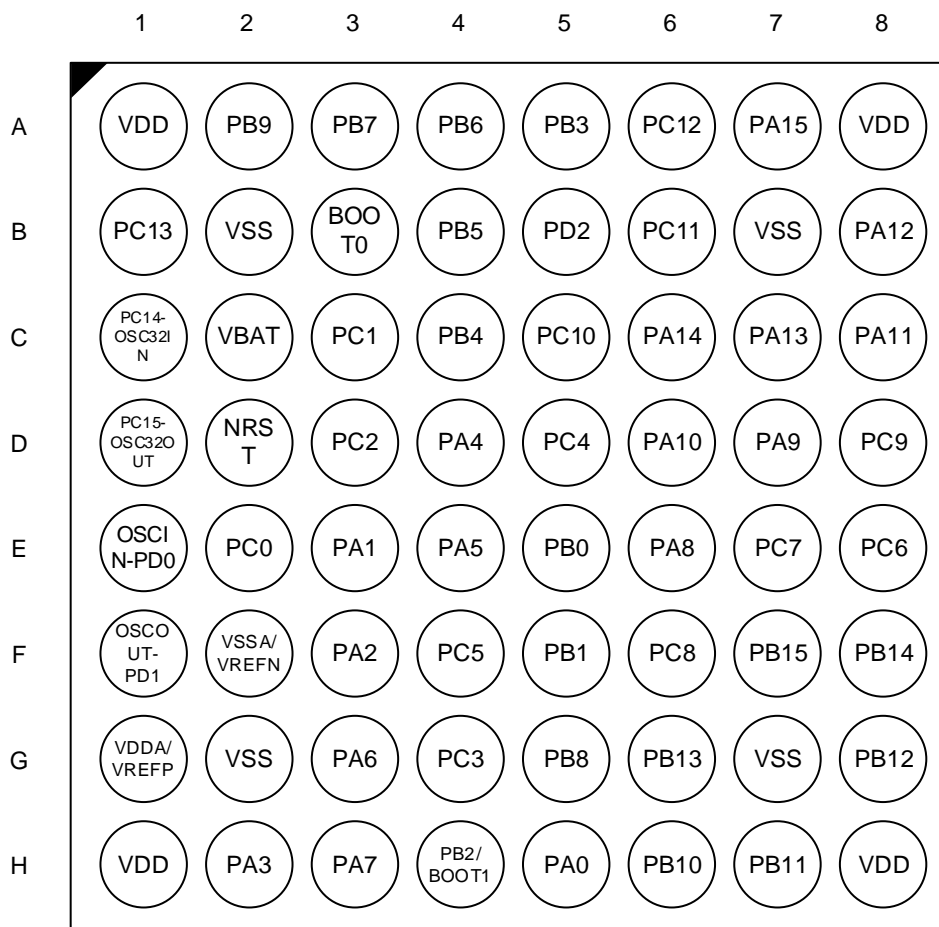 1 2 3 4 5 6 7 8
A VDD PB9 PB7 PB6 PB3 PC12 PA15 VDD
B PC13 VSS BOO
T0 PB5 PD2 PC11 VSS PA12
C PC14-
OSC32I
N VBAT PC1 PB4 PC10 PA14 PA13 PA11
D PC15-
OSC32O
UT NRS
T PC2 PA4 PC4 PA10 PA9 PC9
E OSCI
N-PD0 PC0 PA1 PA5 PB0 PA8 PC7 PC6
F OSCO
UT-
PD1 VSSA/
VREFN PA2 PC5 PB1 PC8 PB15 PB14
G VDDA/
VREFP VSS PA6 PC3 PB8 PB13 VSS PB12
H VDD PA3 PA7 PB2/
BOOT1 PA0 PB10 PB11 VDD